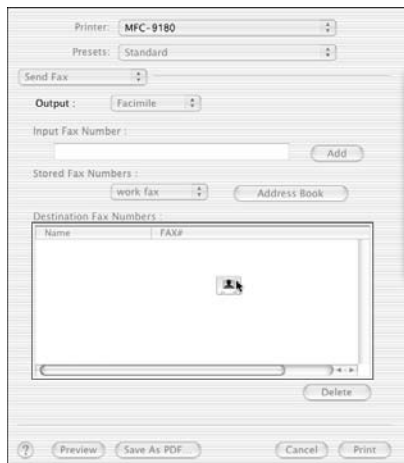 Printer: MFC-9180
Presets: Standard
Send Fax
Output : Facimile
Input Fax Number :
Add
Stored Fax Numbers :
work fax Address Book
Destination Fax Numbers :
Name FAX#
Delete
? Preview Save As PDF... Cancel Print